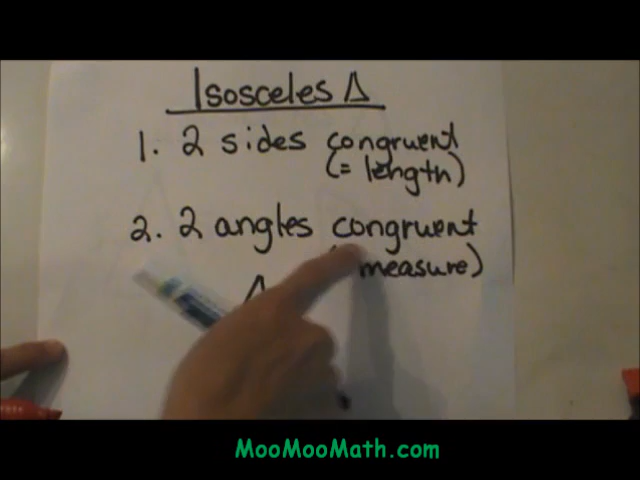 Isosceles Δ
1. 2 sides congruent
(= length)
2. 2 angles congruent
measure)
MooMooMath.com